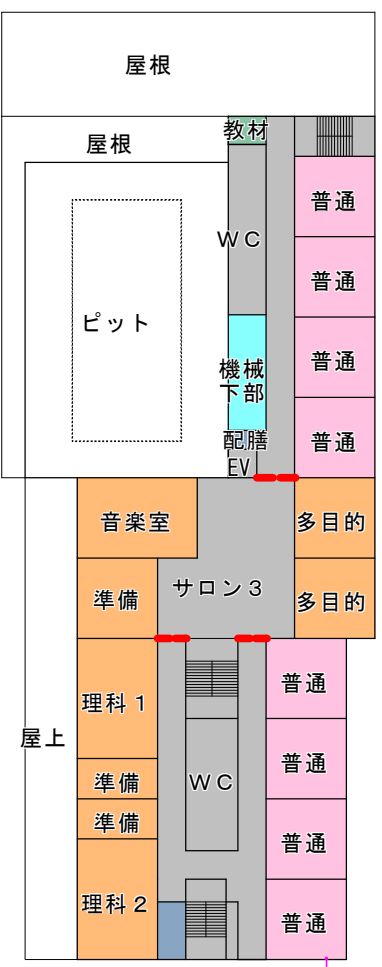 屋根
教材
屋根
普通
ＷＣ
普通
ピット
普通
機械
下部
配膳
普通
EV
音楽室
多目的
サロン３
準備
多目的
理科１
普通
屋上
準備
ＷＣ
普通
準備
普通
理科２
普通